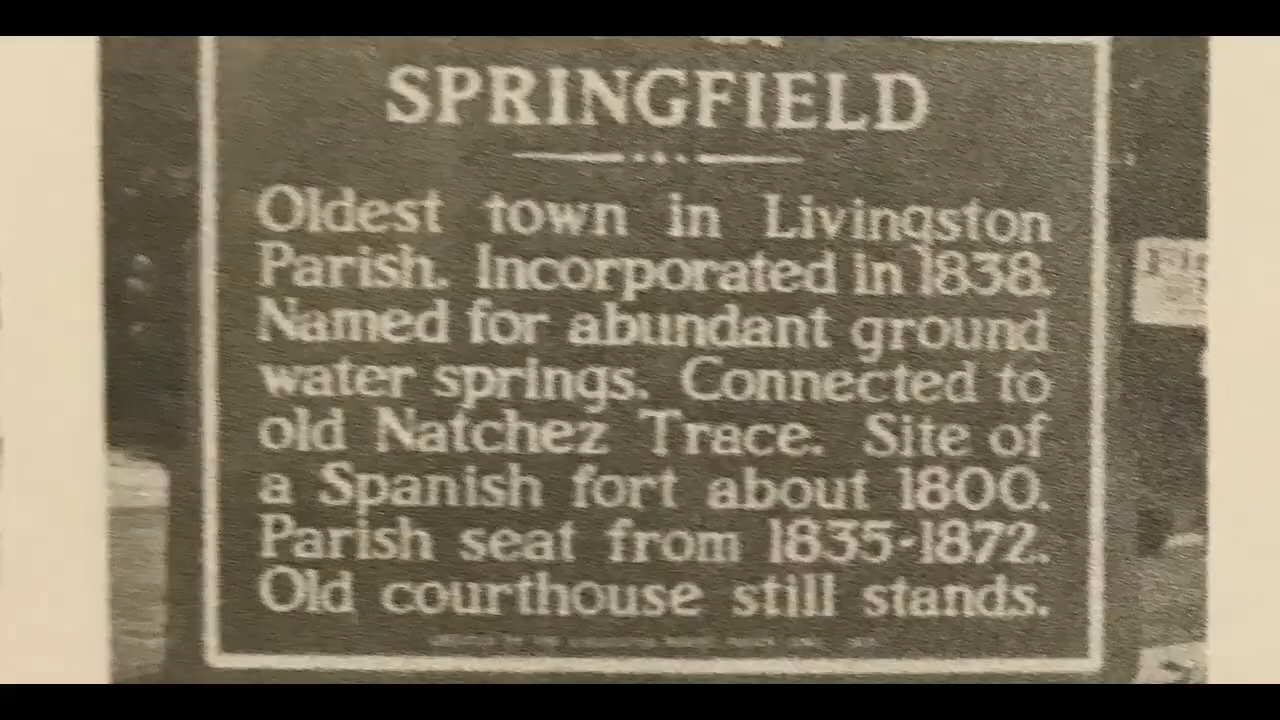 SPRINGFIELD
Oldest town in Livingston
Parish. Incorporated in 1838.
Named for abundant ground
water springs. Connected to
old Natchez Trace. Site of
a Spanish fort about 1800.
Parish seat from 1835-1872.
Old courthouse still stands.